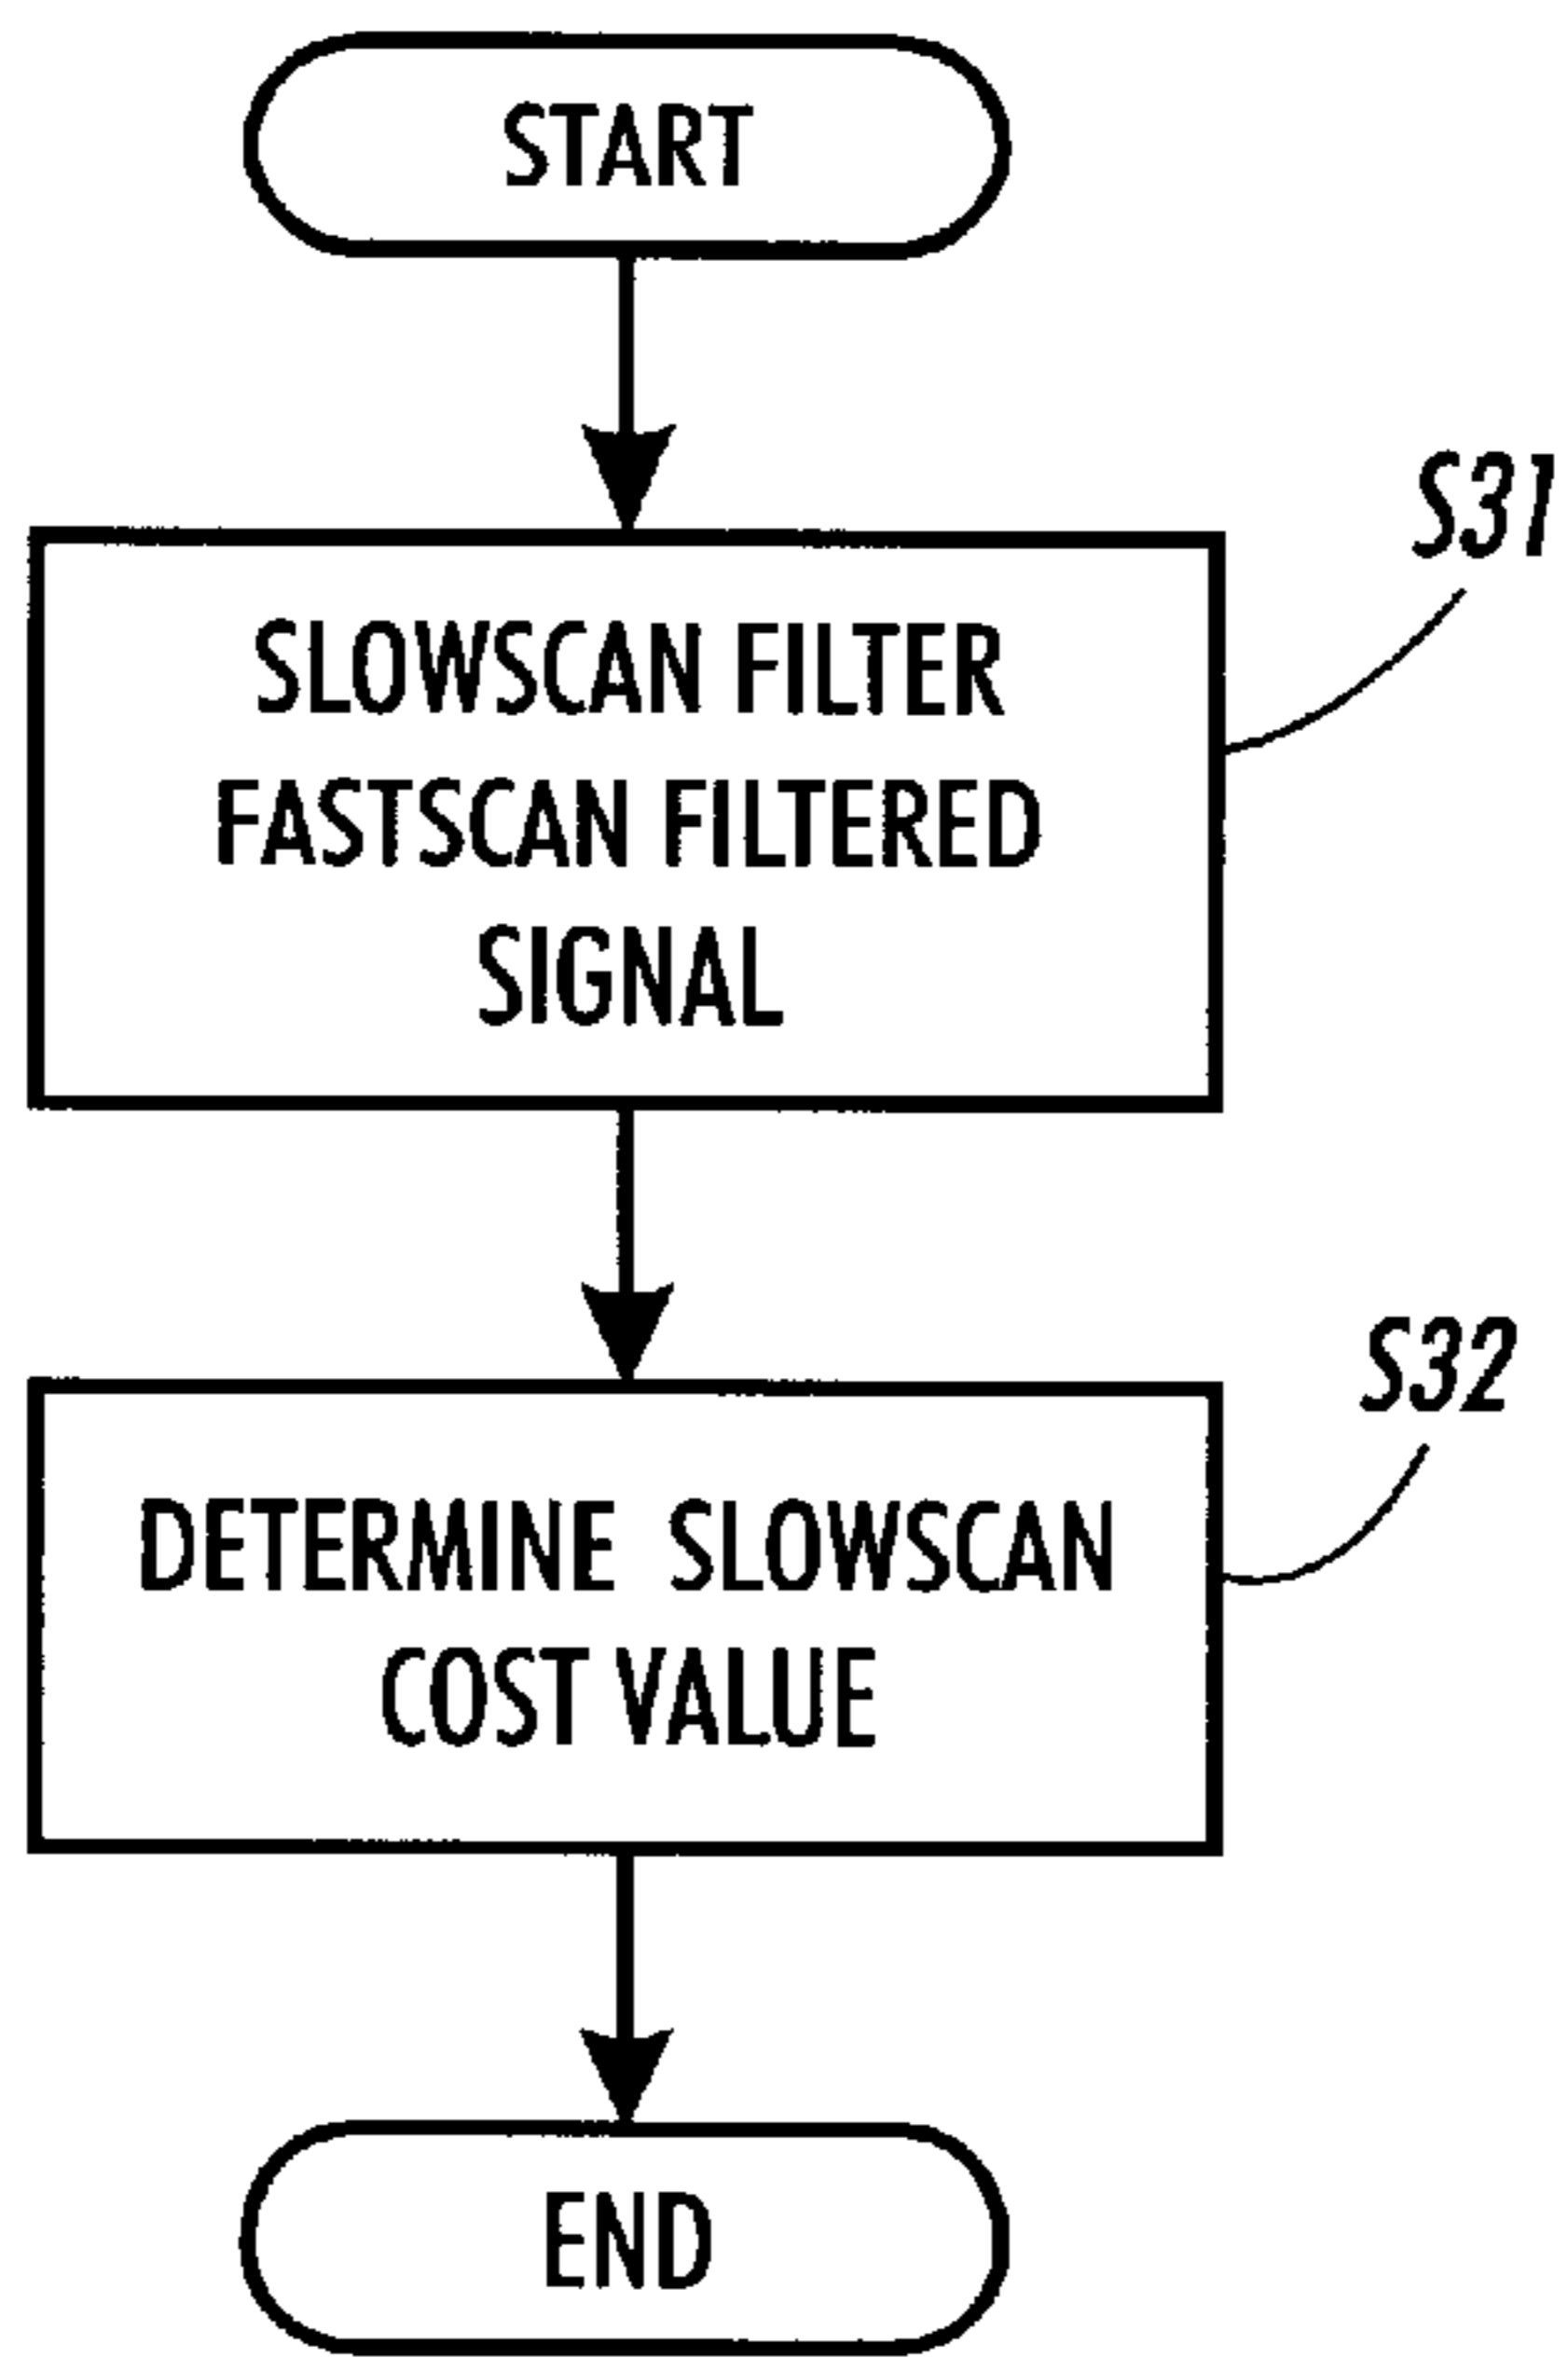 START
S31
SLOWSCAN FILTER
FASTSCAN FILTERED
SIGNAL
S32
DETERMINE SLOWSCAN
COST VALUE
END